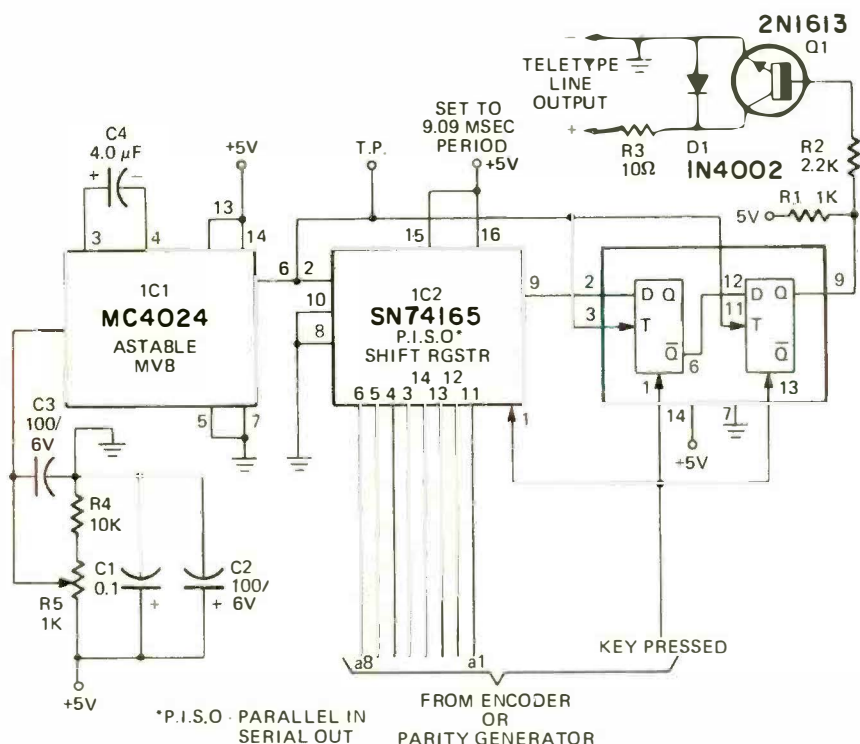 2N1613
Q1
−
TELETYPE
LINE
OUTPUT
+
R3
10Ω
D1
1N4002
R2
2.2K
R1 1K
5V
SET TO
9.09 MSEC
PERIOD
+5V
T.P.
+5V
C4
4.0 µF
+ −
3 4
13
14
1C1
MC4024
ASTABLE
MVB
6
5 7
2
10
8
15 16
1C2
SN74165
P.I.S.O*
SHIFT RGSTR
9
6 5 4 3 14 13 12 11
1
2
3
D Q
T
Q̅
6
1
12
11
D Q
T
Q̅
9
13
14 7
+5V
C3
100/
6V
R4
10K
R5
1K
C1
0.1
+
C2
100/
6V
+
+5V
a8 a1
KEY PRESSED
FROM ENCODER
OR
PARITY GENERATOR
*P.I.S.O - PARALLEL IN
SERIAL OUT